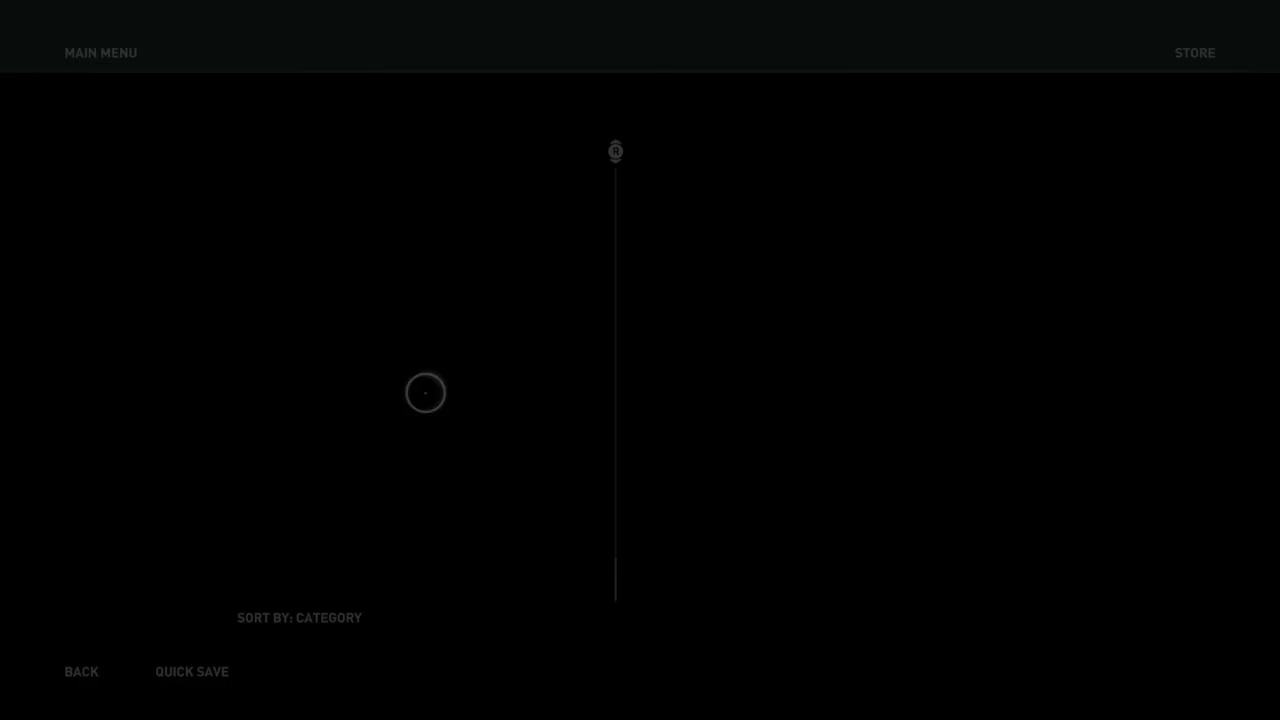 MAIN MENU
STORE
R
SORT BY: CATEGORY
BACK
QUICK SAVE